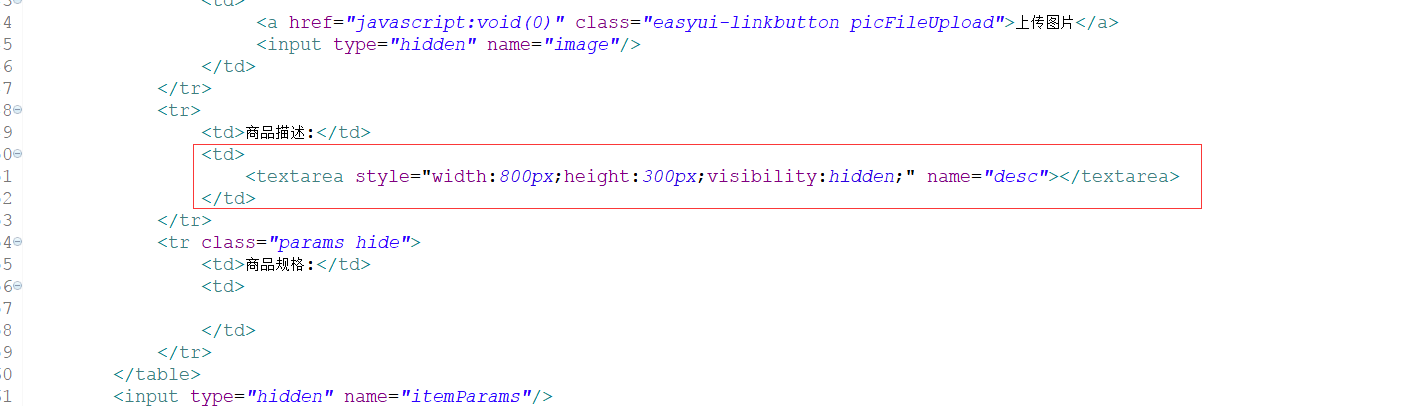 <td>
4 <a href="javascript:void(0)" class="easyui-linkbutton picFileUpload">上传图片</a>
5 <input type="hidden" name="image"/>
6 </td>
7 </tr>
8 <tr>
9 <td>商品描述:</td>
0 <td>
1 <textarea style="width:800px;height:300px;visibility:hidden;" name="desc"></textarea>
2 </td>
3 </tr>
4 <tr class="params hide">
5 <td>商品规格:</td>
6 <td>
7
8 </td>
9 </tr>
0 </table>
1 <input type="hidden" name="itemParams"/>